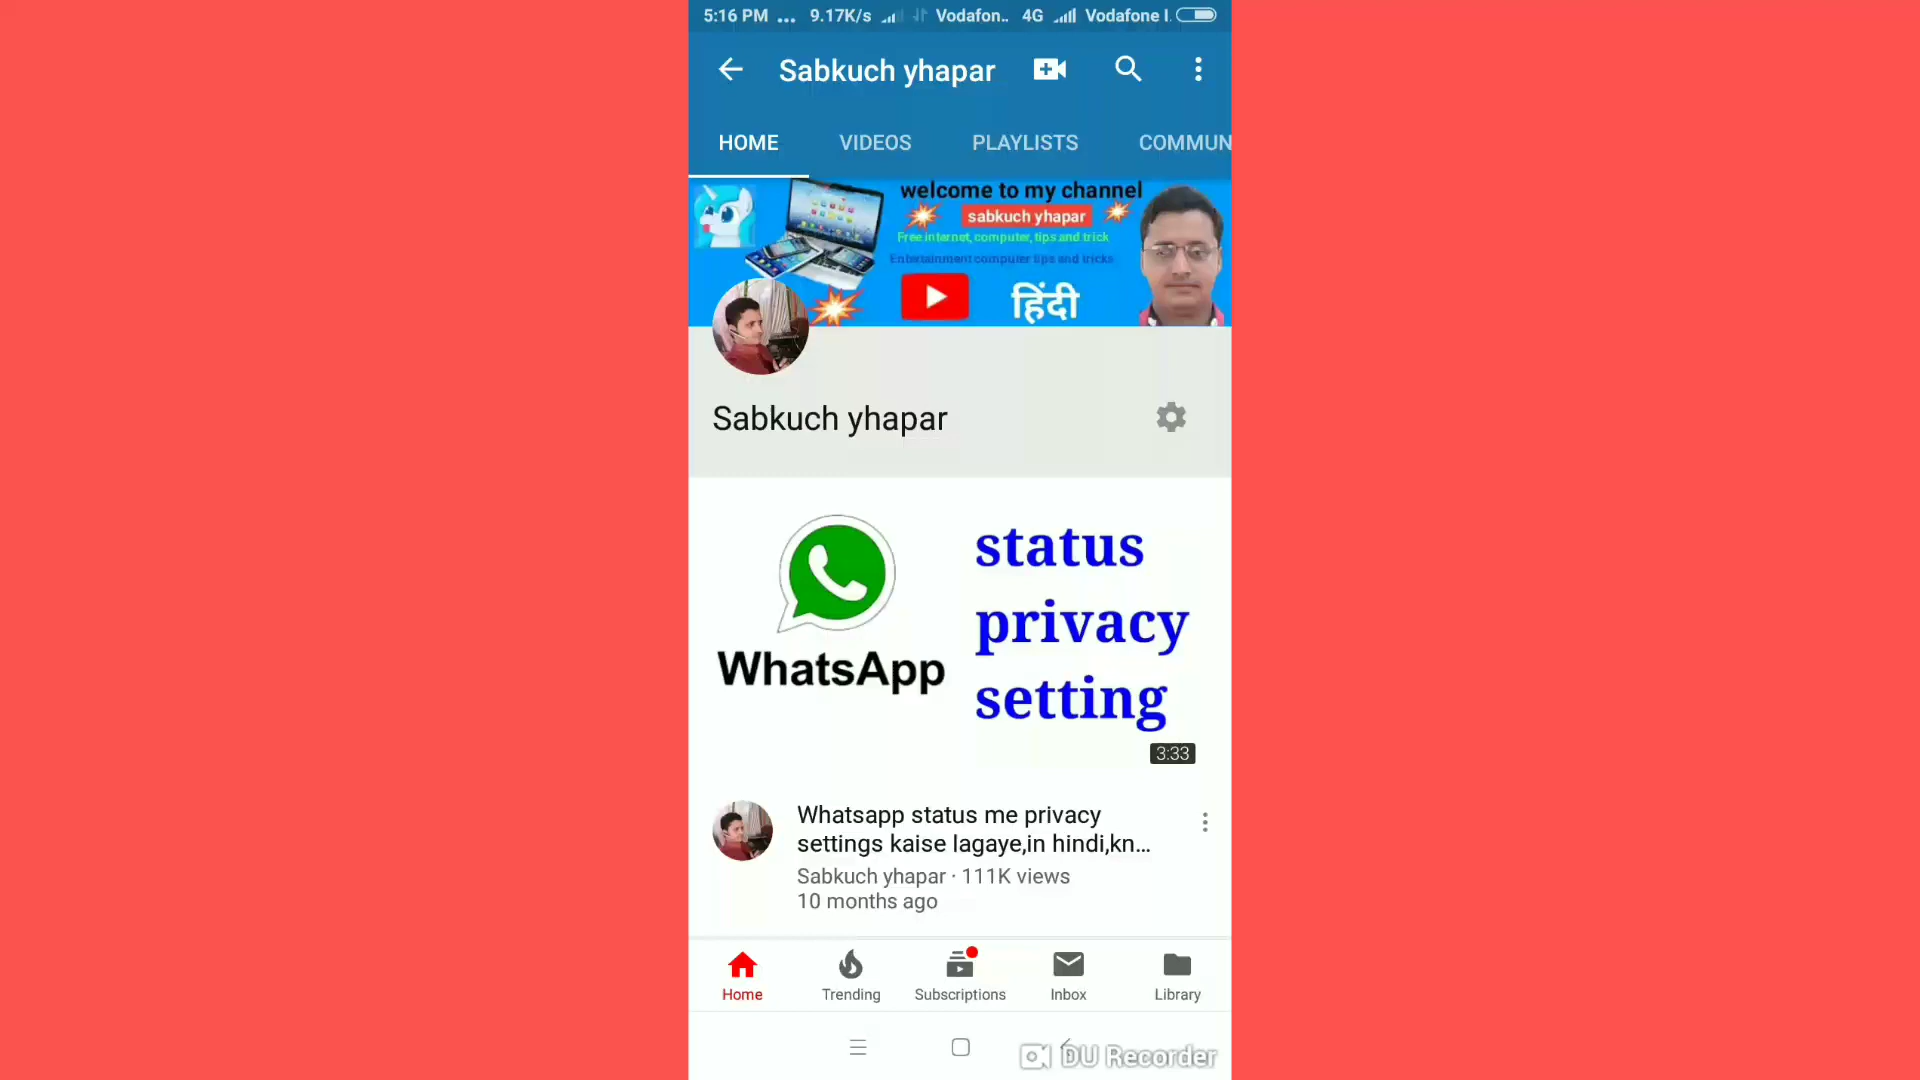 5:16 PM ... 9.17K/s Vodafon.. 4G Vodafone I.
Sabkuch yhapar
HOME VIDEOS PLAYLISTS COMMUN
welcome to my channel
sabkuch yhapar
Free internet, computer, tips and trick
Entertainment computer tips and tricks
हिंदी
Sabkuch yhapar
WhatsApp
status
privacy
setting
3:33
Whatsapp status me privacy
settings kaise lagaye,in hindi,kn...
Sabkuch yhapar · 111K views
10 months ago
Home Trending Subscriptions Inbox Library
DU Recorder